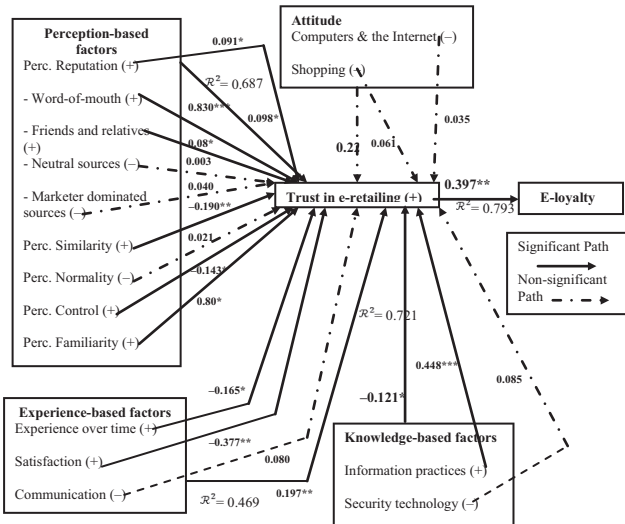 Perception-based
factors
Perc. Reputation (+)
- Word-of-mouth (+)
- Friends and relatives
(+)
- Neutral sources (–)
- Marketer dominated
sources (–)
Perc. Similarity (+)
Perc. Normality (–)
Perc. Control (+)
Perc. Familiarity (+)
0.091*
R² = 0.687
0.098*
0.830***
0.08*
0.003
0.040
–0.190**
0.021
–0.143*
0.80*
Attitude
Computers & the Internet (–)
Shopping (–)
0.22
0.061
0.035
Trust in e-retailing (+)
0.397**
R² = 0.793
E-loyalty
Significant Path
Non-significant
Path
R² = 0.721
0.448***
0.085
–0.121*
–0.165*
–0.377**
0.080
0.197**
R² = 0.469
Experience-based factors
Experience over time (+)
Satisfaction (+)
Communication (–)
Knowledge-based factors
Information practices (+)
Security technology (–)